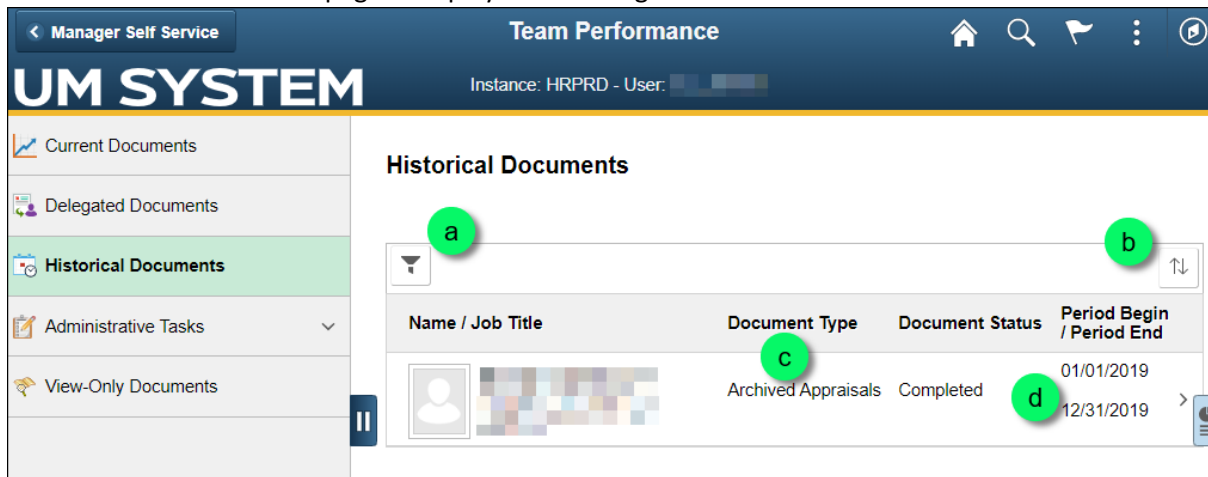 Manager Self Service
Team Performance
UM SYSTEM
Instance: HRPRD - User:
Current Documents
Delegated Documents
Historical Documents
Administrative Tasks
View-Only Documents
Historical Documents
a
b
Name / Job Title Document Type Document Status Period Begin
/ Period End
c
Archived Appraisals Completed 01/01/2019
d
12/31/2019